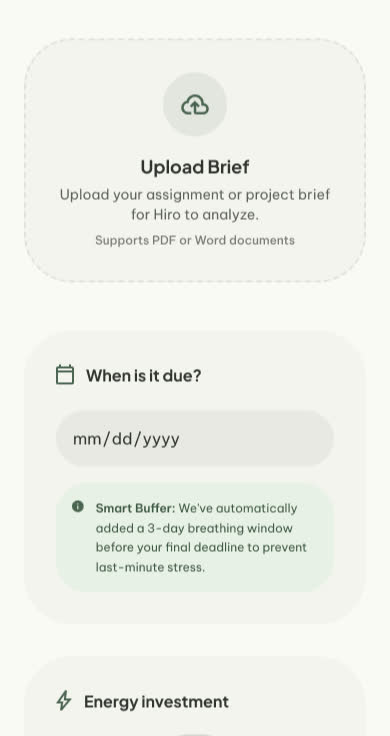 Upload Brief
Upload your assignment or project brief
for Hiro to analyze.
Supports PDF or Word documents
When is it due?
mm/dd/yyyy
Smart Buffer: We've automatically
added a 3-day breathing window
before your final deadline to prevent
last-minute stress.
Energy investment